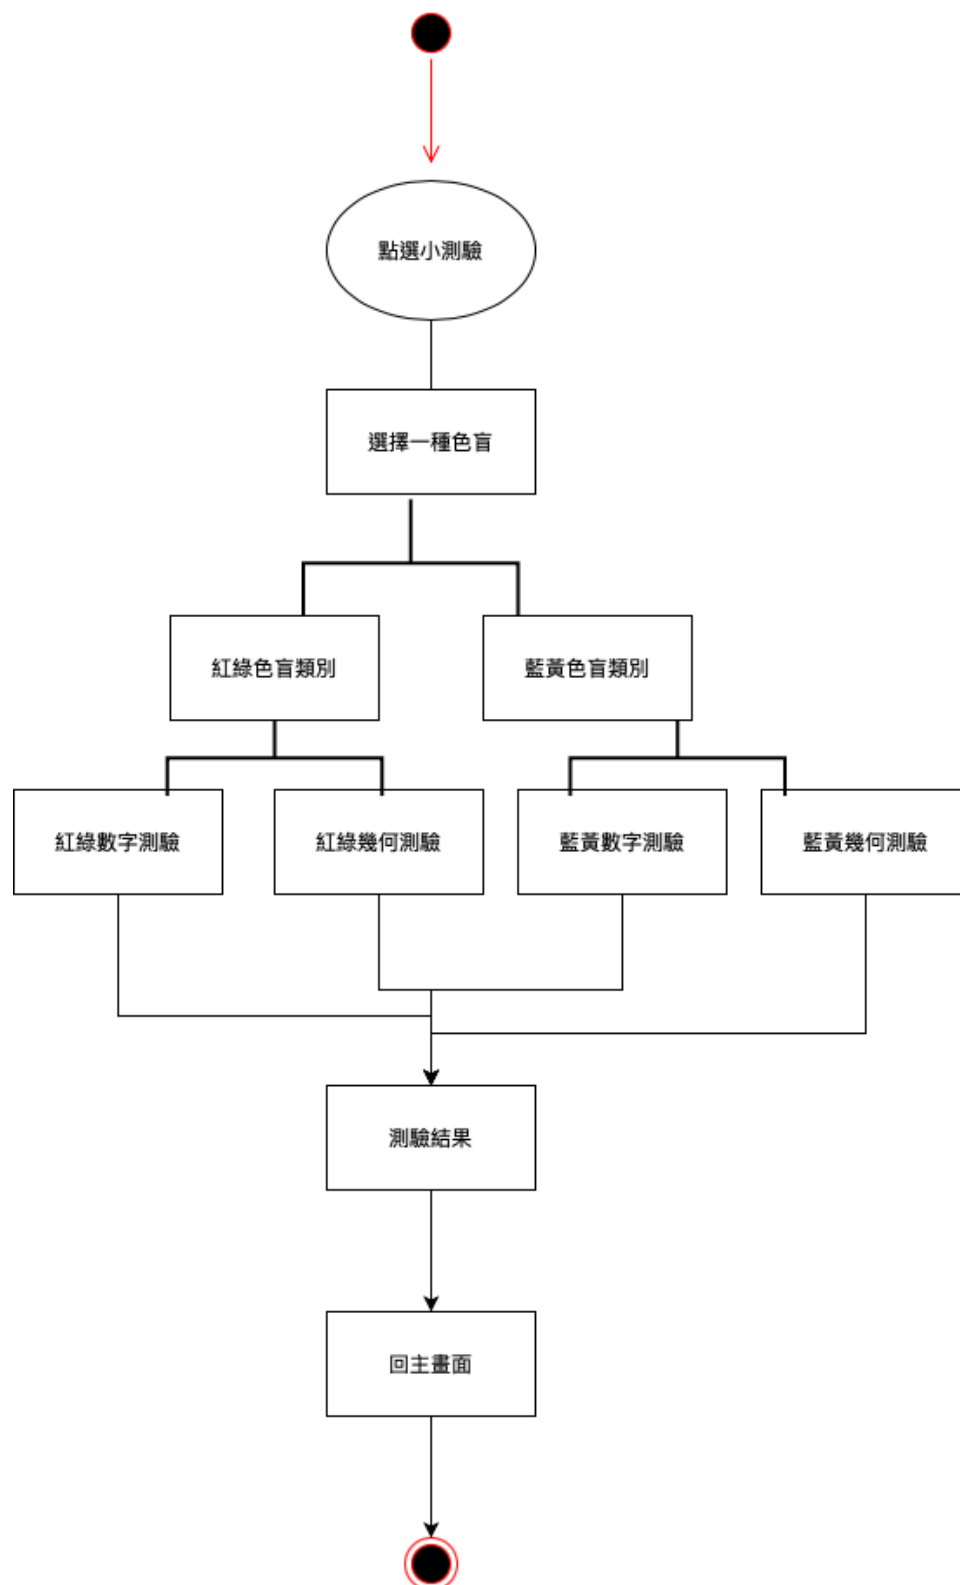 點選小測驗
選擇一種色盲
紅綠色盲類別
藍黃色盲類別
紅綠數字測驗
紅綠幾何測驗
藍黃數字測驗
藍黃幾何測驗
測驗結果
回主畫面